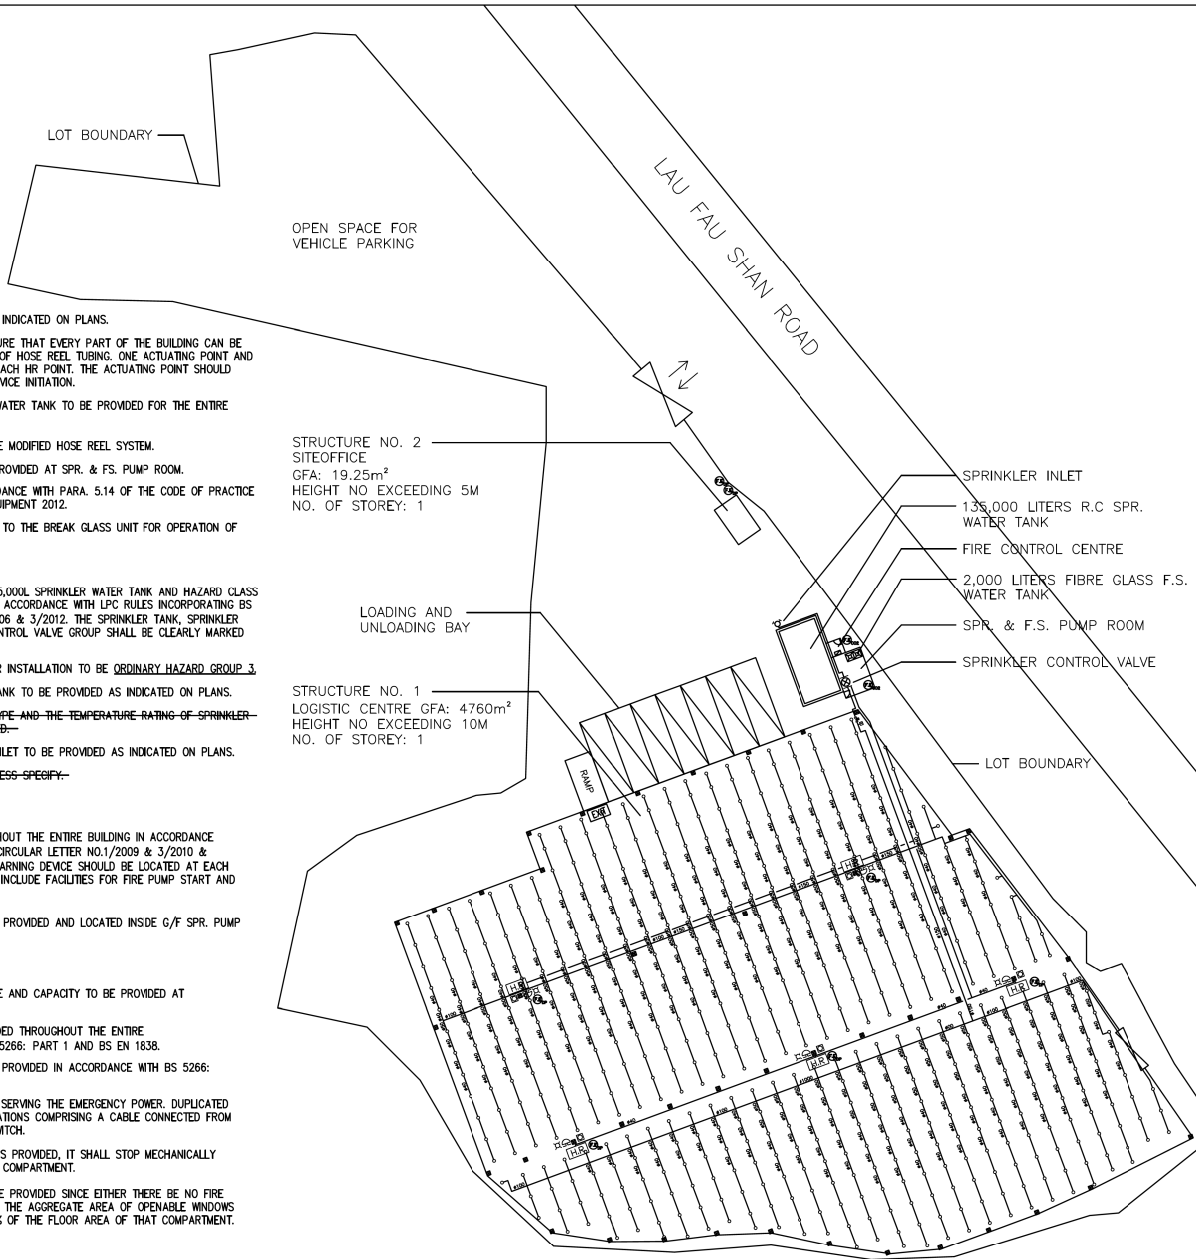 LOT BOUNDARY
OPEN SPACE FOR
VEHICLE PARKING
LAU FAU SHAN ROAD
INDICATED ON PLANS.
URE THAT EVERY PART OF THE BUILDING CAN BE
OF HOSE REEL TUBING. ONE ACTUATING POINT AND
ACH HR POINT. THE ACTUATING POINT SHOULD
VICE INITIATION.
WATER TANK TO BE PROVIDED FOR THE ENTIRE
E MODIFIED HOSE REEL SYSTEM.
ROVIDED AT SPR. & FS. PUMP ROOM.
DANCE WITH PARA. 5.14 OF THE CODE OF PRACTICE
UIPMENT 2012.
TO THE BREAK GLASS UNIT FOR OPERATION OF
5,000L SPRINKLER WATER TANK AND HAZARD CLASS
ACCORDANCE WITH LPC RULES INCORPORATING BS
06 & 3/2012. THE SPRINKLER TANK, SPRINKLER
NTROL VALVE GROUP SHALL BE CLEARLY MARKED
R INSTALLATION TO BE ORDINARY HAZARD GROUP 3.
ANK TO BE PROVIDED AS INDICATED ON PLANS.
YPE AND THE TEMPERATURE RATING OF SPRINKLER
D.
NLET TO BE PROVIDED AS INDICATED ON PLANS.
ESS SPECIFY.
HOUT THE ENTIRE BUILDING IN ACCORDANCE
CIRCULAR LETTER NO.1/2009 & 3/2010 &
ARNING DEVICE SHOULD BE LOCATED AT EACH
INCLUDE FACILITIES FOR FIRE PUMP START AND
PROVIDED AND LOCATED INSIDE G/F SPR. PUMP
E AND CAPACITY TO BE PROVIDED AT
DED THROUGHOUT THE ENTIRE
5266: PART 1 AND BS EN 1838.
PROVIDED IN ACCORDANCE WITH BS 5266:
SERVING THE EMERGENCY POWER. DUPLICATED
ATIONS COMPRISING A CABLE CONNECTED FROM
WITCH.
S PROVIDED, IT SHALL STOP MECHANICALLY
COMPARTMENT.
E PROVIDED SINCE EITHER THERE BE NO FIRE
THE AGGREGATE AREA OF OPENABLE WINDOWS
% OF THE FLOOR AREA OF THAT COMPARTMENT.
STRUCTURE NO. 2
SITEOFFICE
GFA: 19.25m²
HEIGHT NO EXCEEDING 5M
NO. OF STOREY: 1
LOADING AND
UNLOADING BAY
STRUCTURE NO. 1
LOGISTIC CENTRE GFA: 4760m²
HEIGHT NO EXCEEDING 10M
NO. OF STOREY: 1
SPRINKLER INLET
135,000 LITERS R.C SPR.
WATER TANK
FIRE CONTROL CENTRE
2,000 LITERS FIBRE GLASS F.S.
WATER TANK
SPR. & F.S. PUMP ROOM
SPRINKLER CONTROL VALVE
LOT BOUNDARY
RAMP
EXIT
H.R
H.R
H.R
H.R
H.R